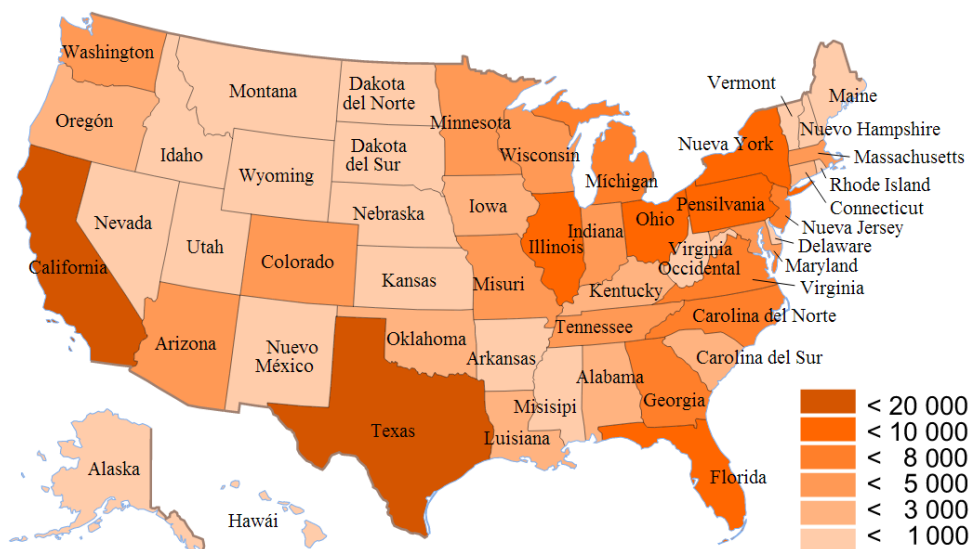 Washington
Oregón
Idaho
Montana
Dakota
del Norte
Dakota
del Sur
Wyoming
Nebraska
Minnesota
Wisconsin
Iowa
Míchigan
Vermont
Maine
Nuevo Hampshire
Nueva York
Massachusetts
Rhode Island
Connecticut
Nueva Jersey
Delaware
Maryland
Virginia
Pensilvania
Ohio
Indiana
Illinois
Virginia
Occidental
Nevada
Utah
Colorado
Kansas
Misuri
Kentucky
California
Carolina del Norte
Tennessee
Carolina del Sur
Arizona
Nuevo
México
Oklahoma
Arkansas
Alabama
Georgia
Misisipi
Texas
Luisiana
Florida
Alaska
Hawái
< 20 000
< 10 000
< 8 000
< 5 000
< 3 000
< 1 000